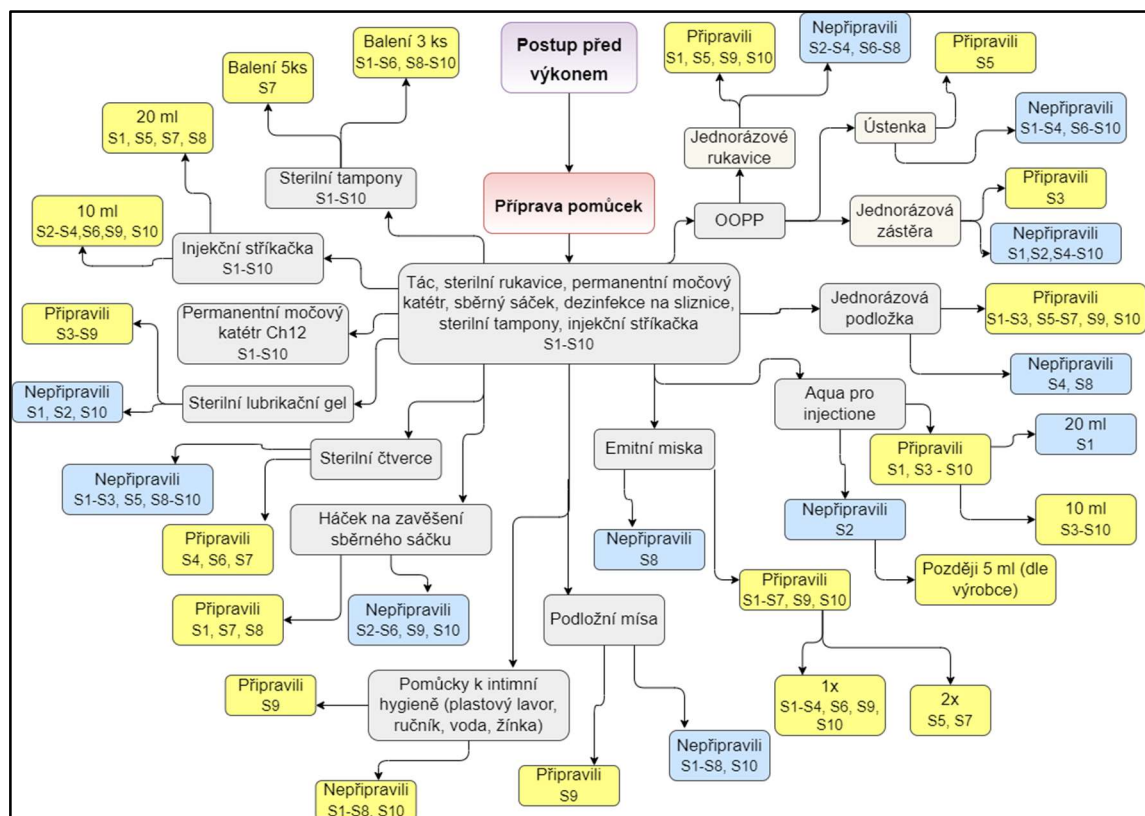 Postup před
výkonem
Příprava pomůcek
Balení 3 ks
S1-S6, S8-S10
Balení 5ks
S7
20 ml
S1, S5, S7, S8
Sterilní tampony
S1-S10
10 ml
S2-S4,S6,S9, S10
Injekční stříkačka
S1-S10
Připravili
S1, S5, S9, S10
Nepřipravili
S2-S4, S6-S8
Připravili
S5
Ústenka
Nepřipravili
S1-S4, S6-S10
Jednorázové
rukavice
OOPP
Jednorázová
zástěra
Připravili
S3
Nepřipravili
S1,S2,S4-S10
Tác, sterilní rukavice, permanentní močový
katétr, sběrný sáček, dezinfekce na sliznice,
sterilní tampony, injekční stříkačka
S1-S10
Permanentní močový
katétr Ch12
S1-S10
Připravili
S3-S9
Nepřipravili
S1, S2, S10
Sterilní lubrikační gel
Jednorázová
podložka
Připravili
S1-S3, S5-S7, S9, S10
Nepřipravili
S4, S8
Aqua pro
injectione
20 ml
S1
Připravili
S1, S3 - S10
10 ml
S3-S10
Nepřipravili
S2
Později 5 ml (dle
výrobce)
Sterilní čtverce
Nepřipravili
S1-S3, S5, S8-S10
Připravili
S4, S6, S7
Háček na zavěšení
sběrného sáčku
Připravili
S1, S7, S8
Nepřipravili
S2-S6, S9, S10
Emitní miska
Nepřipravili
S8
Připravili
S1-S7, S9, S10
1x
S1-S4, S6, S9,
S10
2x
S5, S7
Podložní mísa
Připravili
S9
Nepřipravili
S1-S8, S10
Pomůcky k intimní
hygieně (plastový lavor,
ručník, voda, žínka)
Připravili
S9
Nepřipravili
S1-S8, S10